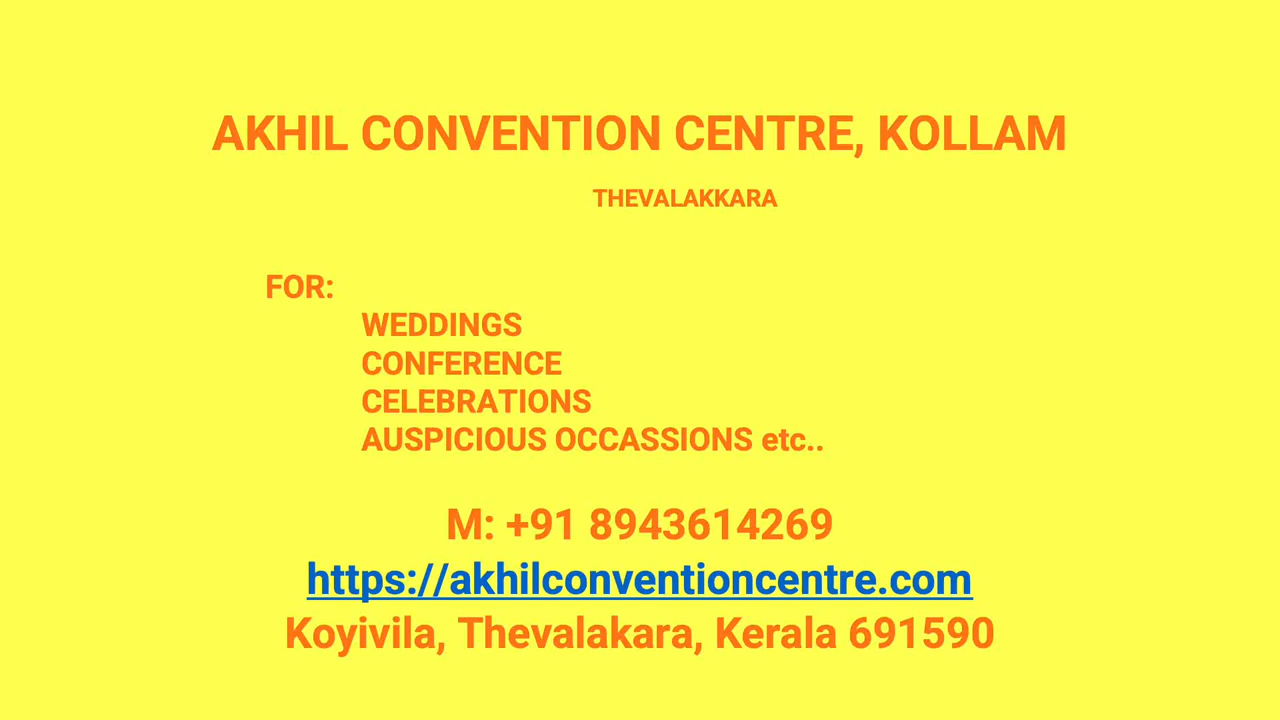 AKHIL CONVENTION CENTRE, KOLLAM
THEVALAKKARA
FOR:
WEDDINGS
CONFERENCE
CELEBRATIONS
AUSPICIOUS OCCASSIONS etc..
M: +91 8943614269
https://akhilconventioncentre.com
Koyivila, Thevalakara, Kerala 691590